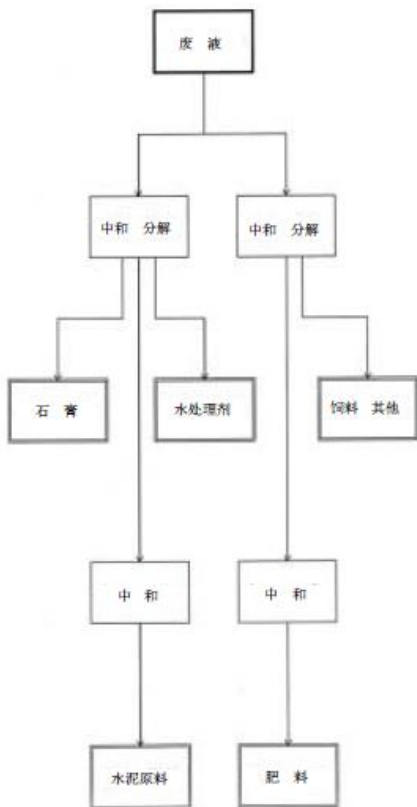 废 液
中和 分解
中和 分解
石 膏
水处理剂
饲料 其他
中 和
中 和
水泥原料
肥 料